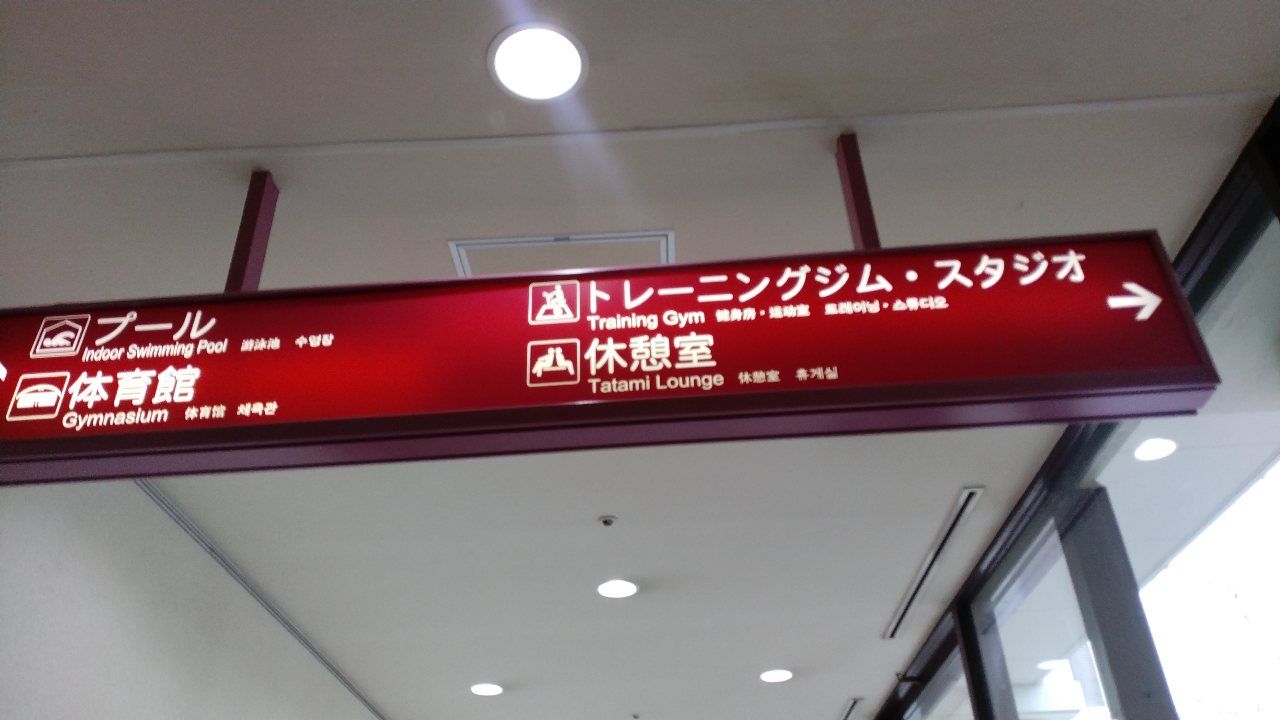 プール
Indoor Swimming Pool 游泳池 수영장
体育館
Gymnasium 体育馆 체육관
トレーニングジム・スタジオ
Training Gym 健身房・运动室 트레이닝・스튜디오
休憩室
Tatami Lounge 休憩室 휴게실